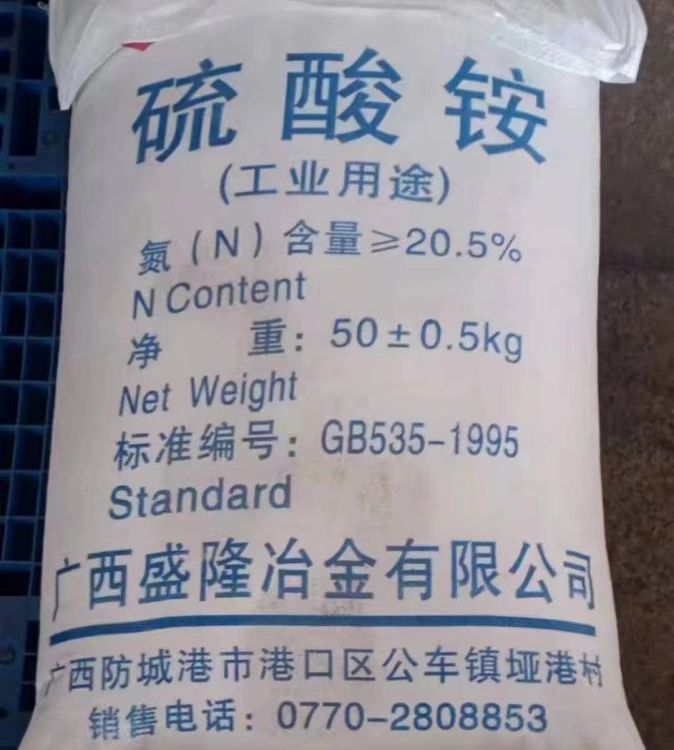 硫酸铵
(工业用途)
氮（N）含量≥20.5%
N Content
净 重：50±0.5kg
Net Weight
标准编号：GB535-1995
Standard
广西盛隆冶金有限公司
广西防城港市港口区公车镇垭港村
销售电话：0770-2808853